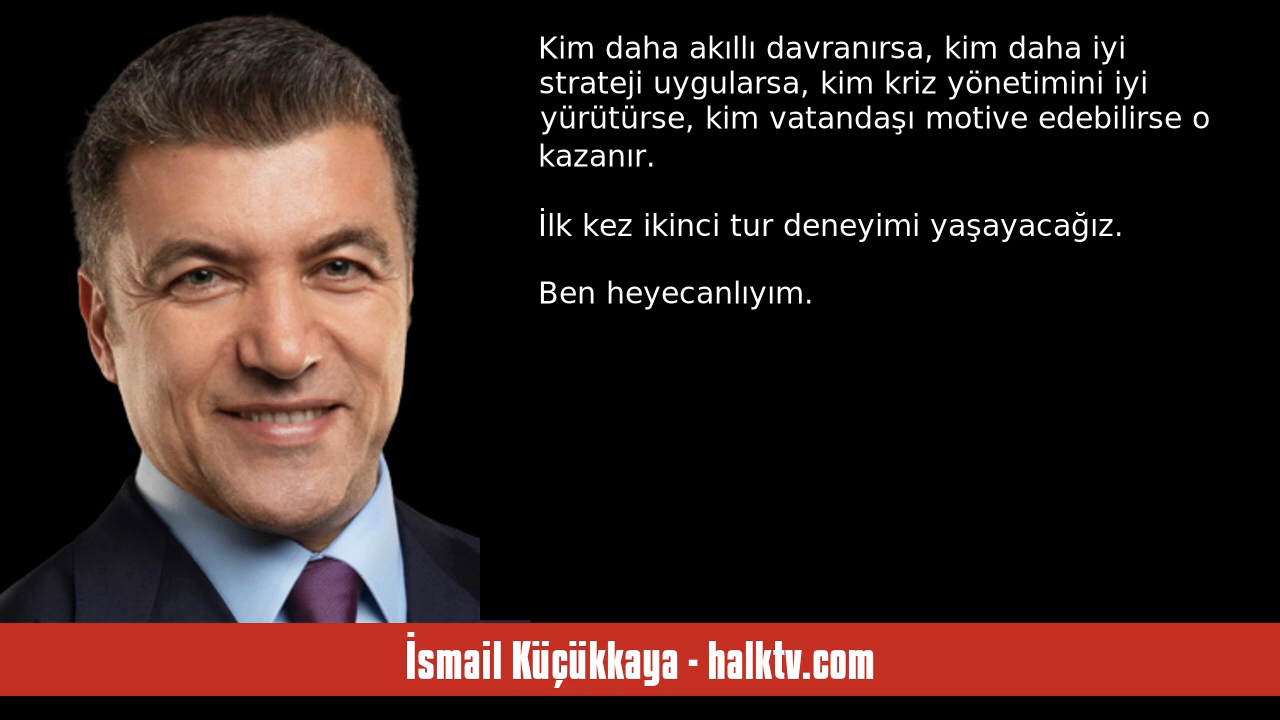 Kim daha akıllı davranırsa, kim daha iyi
strateji uygularsa, kim kriz yönetimini iyi
yürütürse, kim vatandaşı motive edebilirse o
kazanır.
İlk kez ikinci tur deneyimi yaşayacağız.
Ben heyecanlıyım.
İsmail Küçükkaya - halktv.com